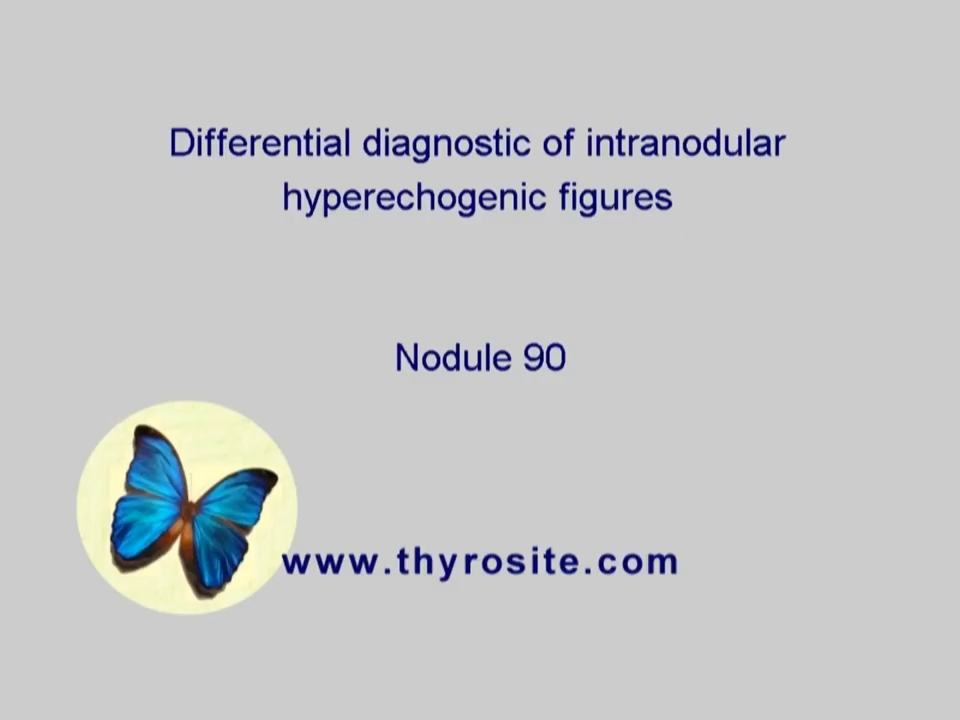 Differential diagnostic of intranodular
hyperechogenic figures
Nodule 90
www.thyrosite.com